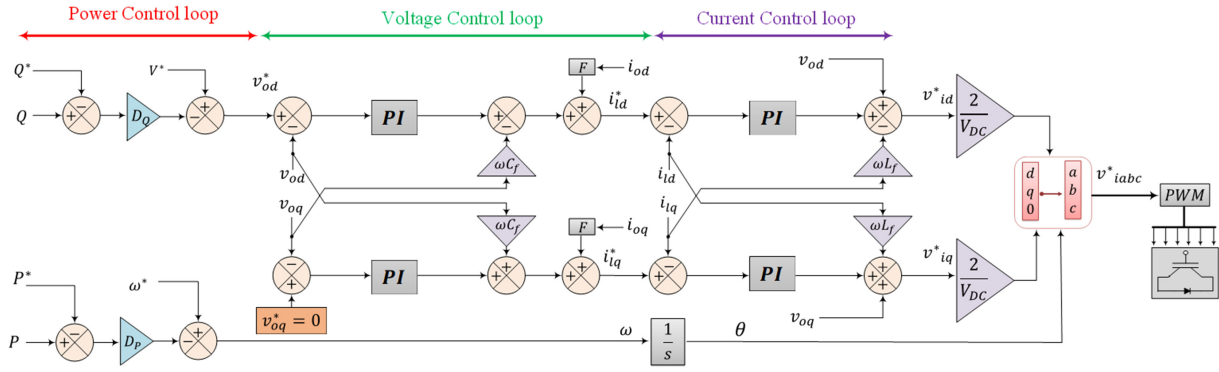 Power Control loop
Voltage Control loop
Current Control loop
Q*
V*
v*od
F
iod
i*ld
vod
v*id
Q
DQ
PI
PI
2/VDC
ωCf
ωLf
vod
voq
ild
ilq
d
q
0
a
b
c
v*iabc
PWM
ωCf
F
ioq
i*lq
ωLf
v*iq
PI
PI
2/VDC
P*
ω*
v*oq = 0
voq
P
DP
ω
1/s
θ